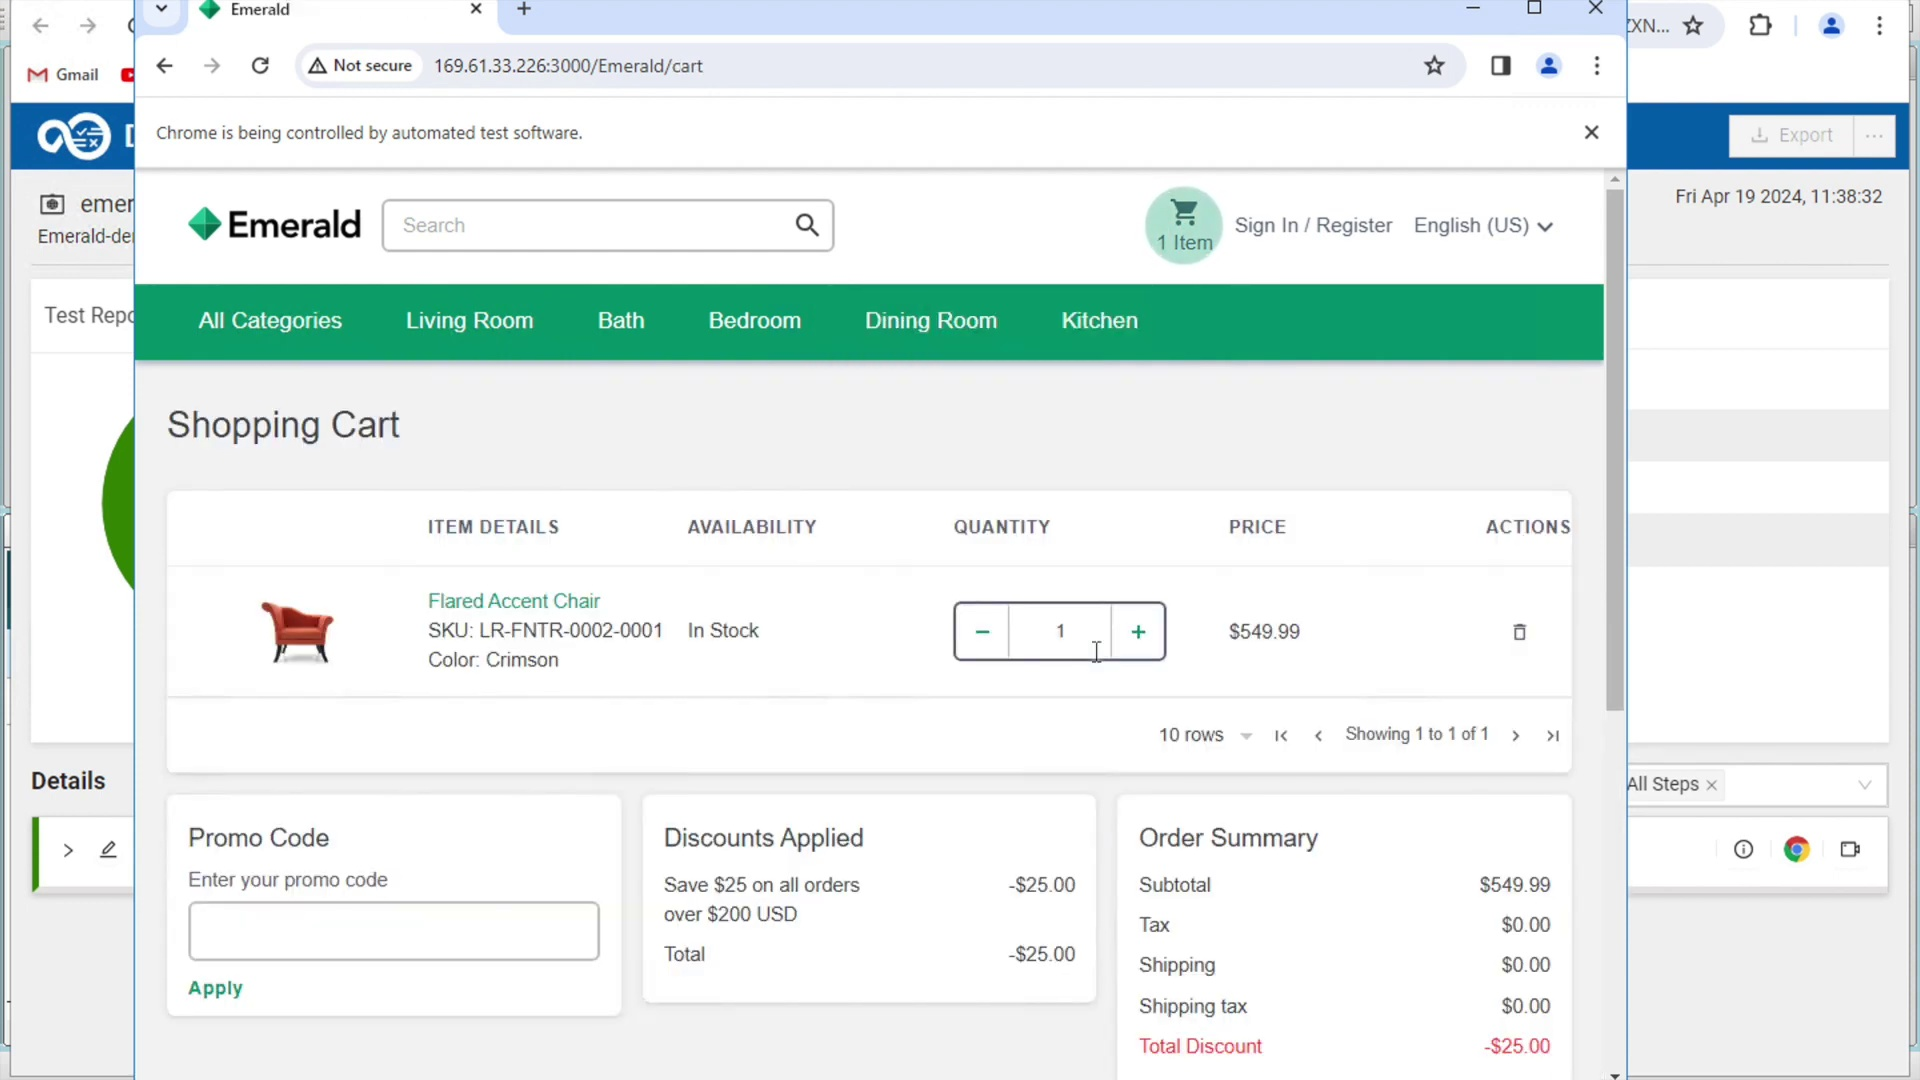 Emerald
Not secure
169.61.33.226:3000/Emerald/cart
ZXN...
Gmail
Chrome is being controlled by automated test software.
Export
emer
Emerald-de
Fri Apr 19 2024, 11:38:32
Emerald
Search
1 Item
Sign In / Register
English (US)
Test Repo
All Categories
Living Room
Bath
Bedroom
Dining Room
Kitchen
Shopping Cart
ITEM DETAILS
AVAILABILITY
QUANTITY
PRICE
ACTIONS
Flared Accent Chair
SKU: LR-FNTR-0002-0001
Color: Crimson
In Stock
1
$549.99
10 rows
Showing 1 to 1 of 1
Details
All Steps
Promo Code
Enter your promo code
Apply
Discounts Applied
Save $25 on all orders
over $200 USD
-$25.00
Total
-$25.00
Order Summary
Subtotal
$549.99
Tax
$0.00
Shipping
$0.00
Shipping tax
$0.00
Total Discount
-$25.00